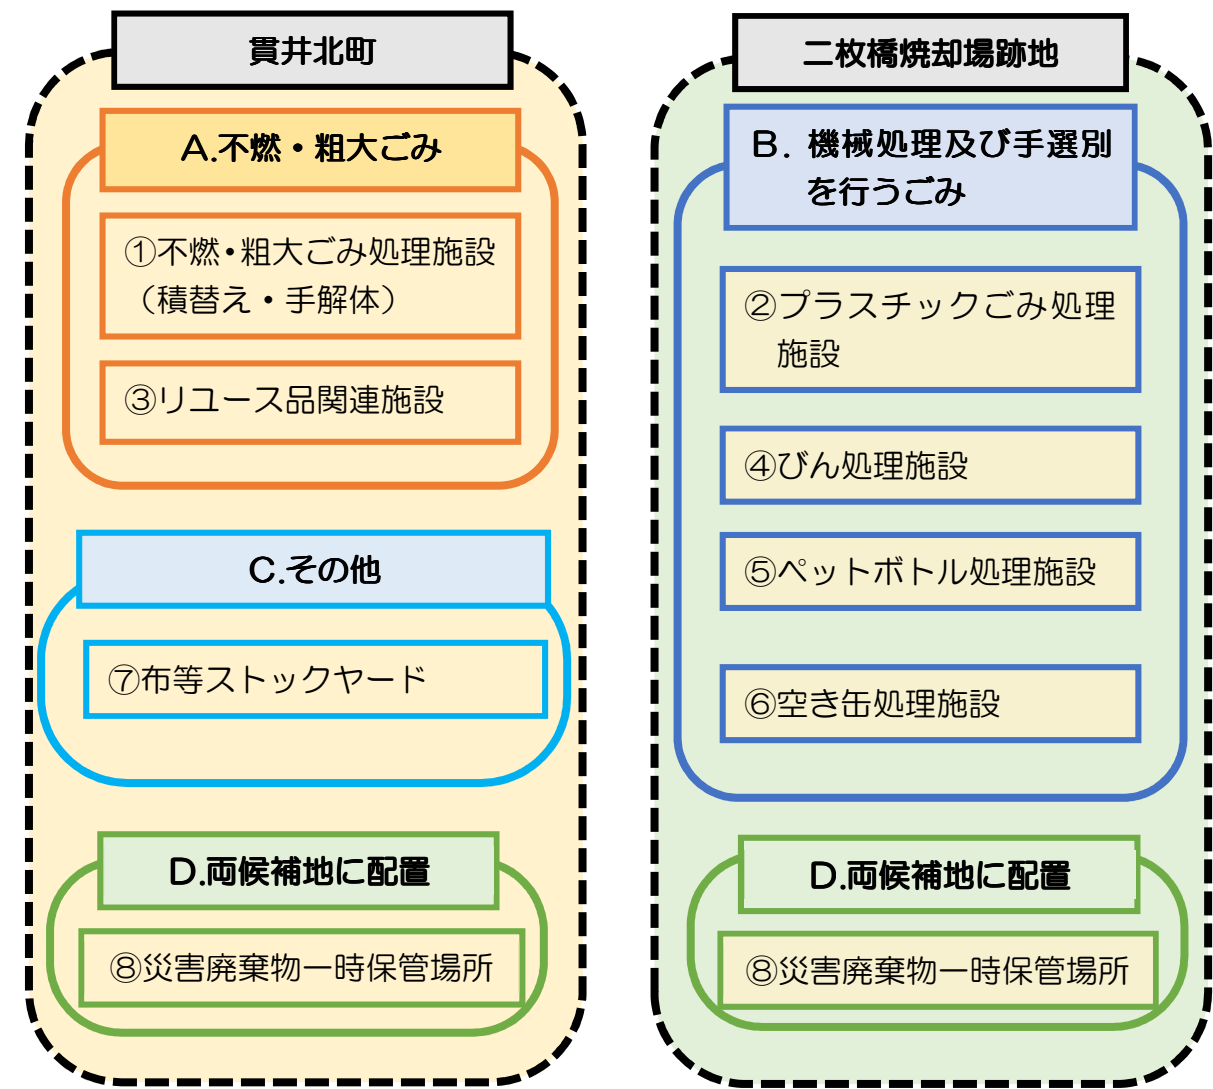 貫井北町
A.不燃・粗大ごみ
①不燃・粗大ごみ処理施設
（積替え・手解体）
③リユース品関連施設
C.その他
⑦布等ストックヤード
D.両候補地に配置
⑧災害廃棄物一時保管場所
二枚橋焼却場跡地
B. 機械処理及び手選別
を行うごみ
②プラスチックごみ処理
施設
④びん処理施設
⑤ペットボトル処理施設
⑥空き缶処理施設
D.両候補地に配置
⑧災害廃棄物一時保管場所